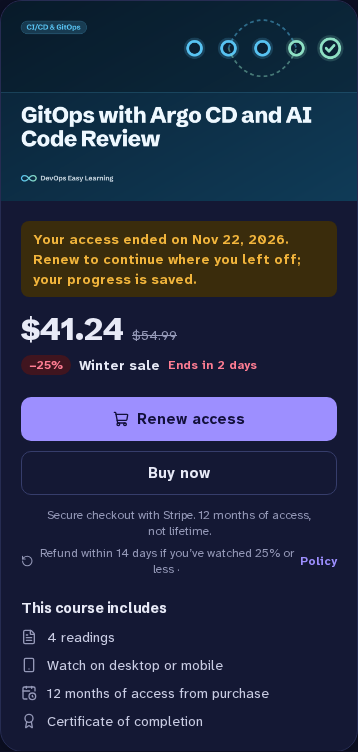 CI/CD & GitOps
GitOps with Argo CD and AI
Code Review
DevOps Easy Learning
Your access ended on Nov 22, 2026.
Renew to continue where you left off;
your progress is saved.
$41.24 $54.99
−25% Winter sale Ends in 2 days
Renew access
Buy now
Secure checkout with Stripe. 12 months of access,
not lifetime.
Refund within 14 days if you've watched 25% or
less · Policy
This course includes
4 readings
Watch on desktop or mobile
12 months of access from purchase
Certificate of completion